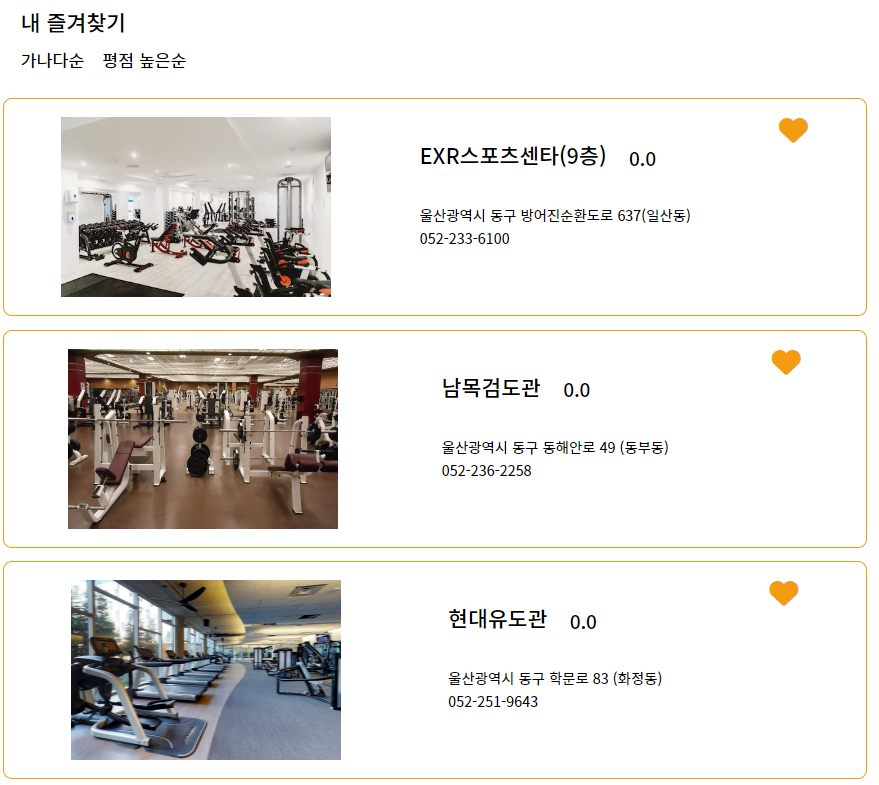 내 즐겨찾기
가나다순 평점 높은순
EXR스포츠센타(9층) 0.0
울산광역시 동구 방어진순환도로 637(일산동)
052-233-6100
남목검도관 0.0
울산광역시 동구 동해안로 49 (동부동)
052-236-2258
현대유도관 0.0
울산광역시 동구 학문로 83 (화정동)
052-251-9643